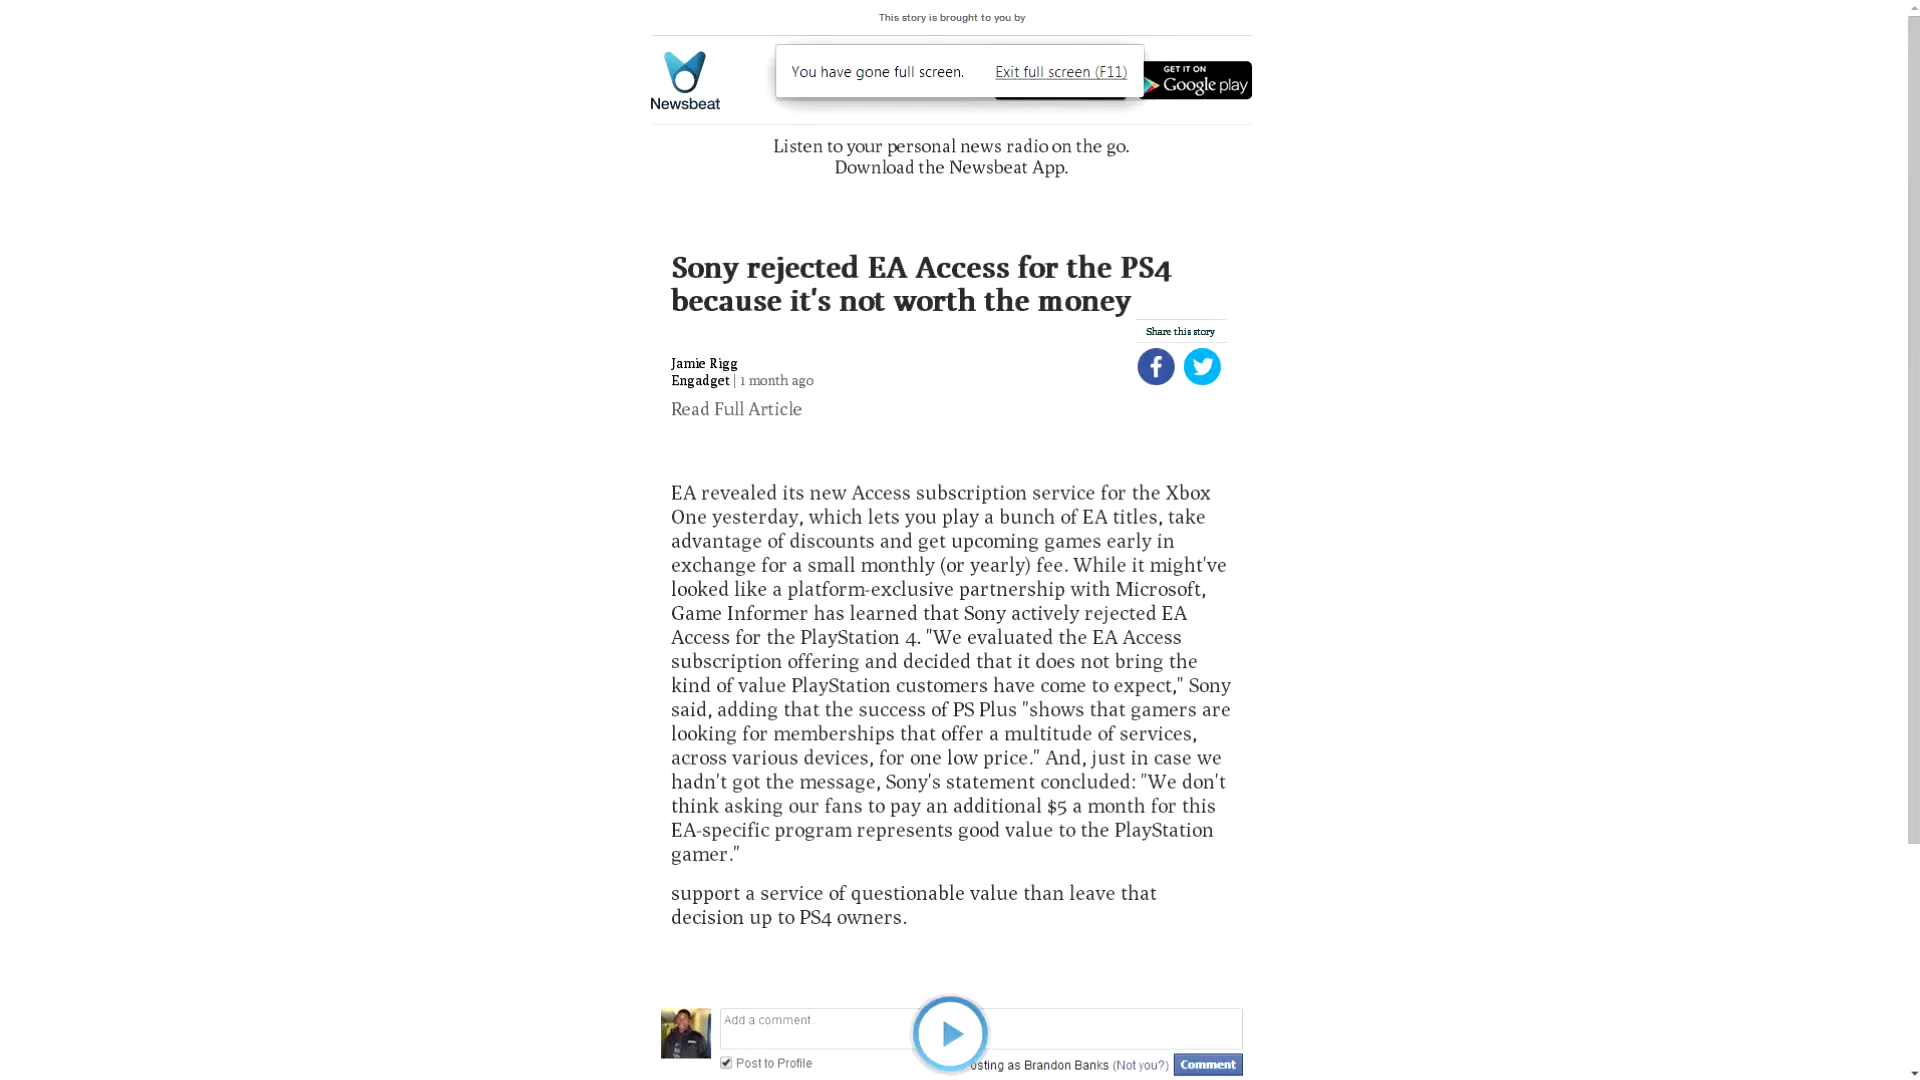 This story is brought to you by
Newsbeat
You have gone full screen. Exit full screen (F11)
GET IT ON
Google play
Listen to your personal news radio on the go.
Download the Newsbeat App.
Sony rejected EA Access for the PS4
because it's not worth the money
Share this story
Jamie Rigg
Engadget | 1 month ago
Read Full Article
EA revealed its new Access subscription service for the Xbox
One yesterday, which lets you play a bunch of EA titles, take
advantage of discounts and get upcoming games early in
exchange for a small monthly (or yearly) fee. While it might've
looked like a platform-exclusive partnership with Microsoft,
Game Informer has learned that Sony actively rejected EA
Access for the PlayStation 4. "We evaluated the EA Access
subscription offering and decided that it does not bring the
kind of value PlayStation customers have come to expect," Sony
said, adding that the success of PS Plus "shows that gamers are
looking for memberships that offer a multitude of services,
across various devices, for one low price." And, just in case we
hadn't got the message, Sony's statement concluded: "We don't
think asking our fans to pay an additional $5 a month for this
EA-specific program represents good value to the PlayStation
gamer."
support a service of questionable value than leave that
decision up to PS4 owners.
Add a comment...
Post to Profile
osting as Brandon Banks (Not you?) Comment